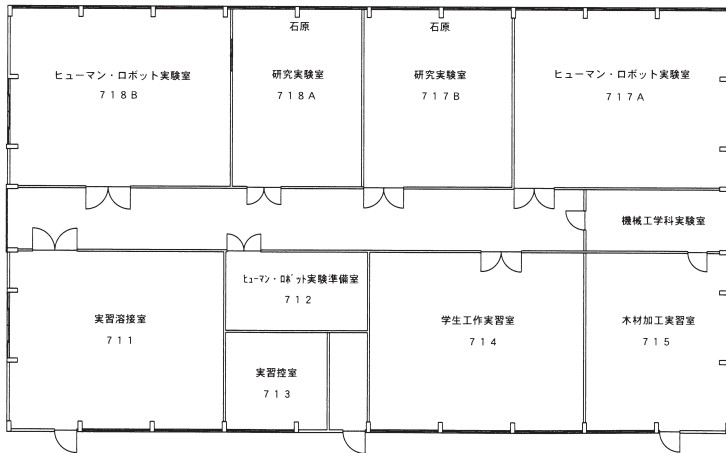 石原
石原
ヒューマン・ロボット実験室
718B
研究実験室
718A
研究実験室
717B
ヒューマン・ロボット実験室
717A
機械工学科実験室
ヒューマン・ロボット実験準備室
712
実習溶接室
711
学生工作実習室
714
木材加工実習室
715
実習控室
713